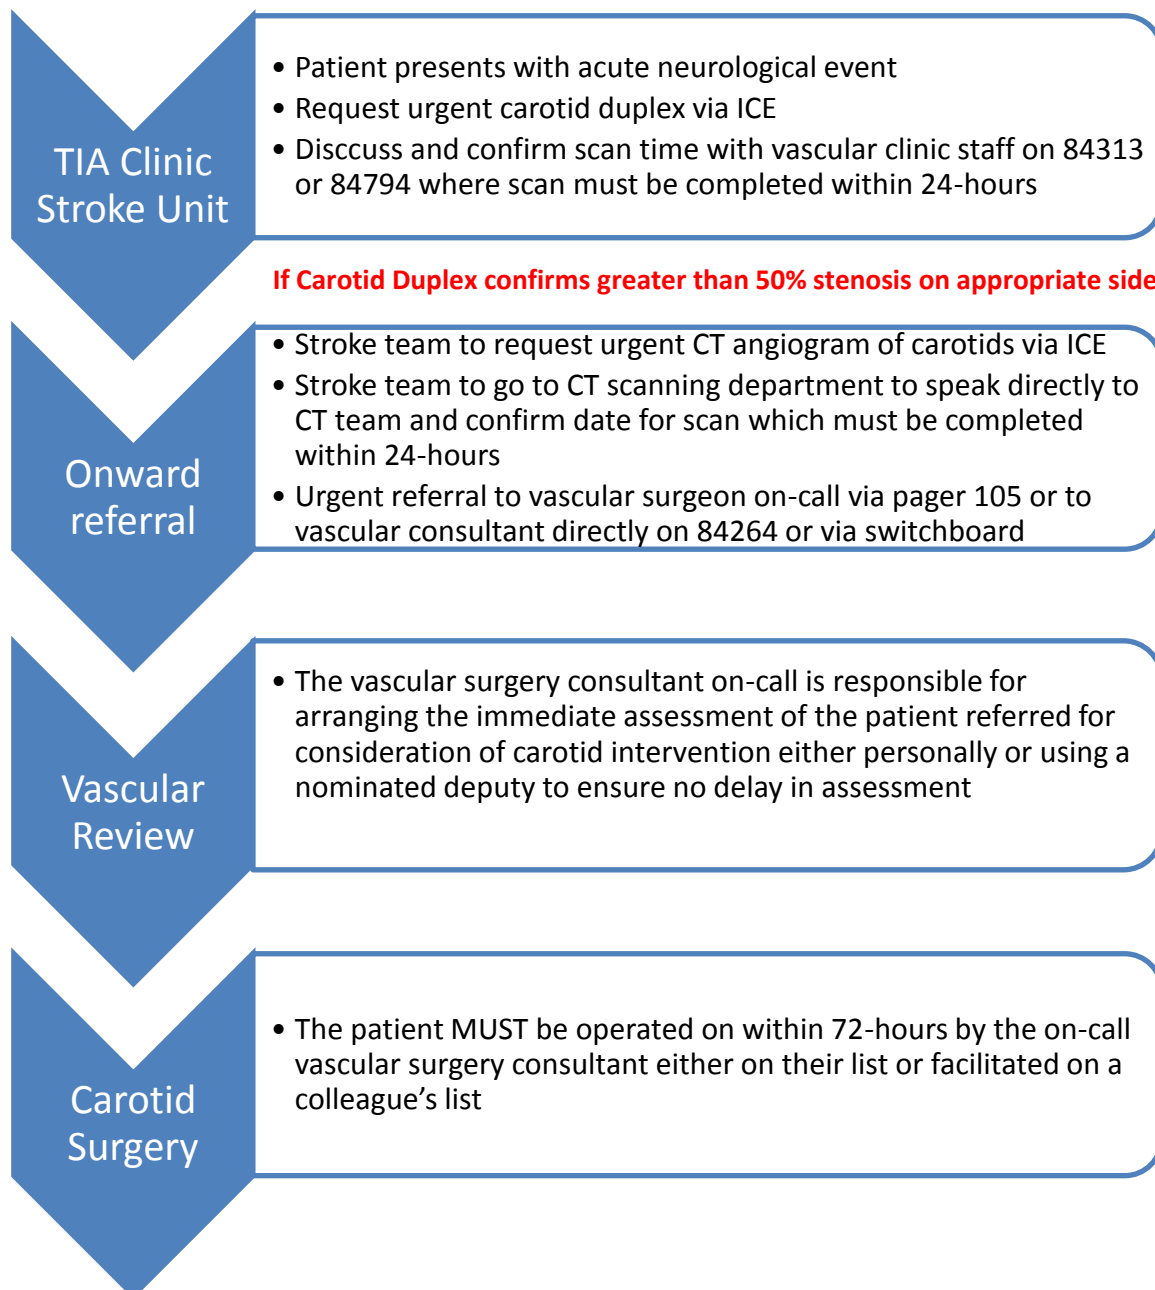 TIA Clinic
Stroke Unit
• Patient presents with acute neurological event
• Request urgent carotid duplex via ICE
• Disccuss and confirm scan time with vascular clinic staff on 84313
or 84794 where scan must be completed within 24-hours
If Carotid Duplex confirms greater than 50% stenosis on appropriate side
Onward
referral
• Stroke team to request urgent CT angiogram of carotids via ICE
• Stroke team to go to CT scanning department to speak directly to
CT team and confirm date for scan which must be completed
within 24-hours
• Urgent referral to vascular surgeon on-call via pager 105 or to
vascular consultant directly on 84264 or via switchboard
Vascular
Review
• The vascular surgery consultant on-call is responsible for
arranging the immediate assessment of the patient referred for
consideration of carotid intervention either personally or using a
nominated deputy to ensure no delay in assessment
Carotid
Surgery
• The patient MUST be operated on within 72-hours by the on-call
vascular surgery consultant either on their list or facilitated on a
colleague’s list